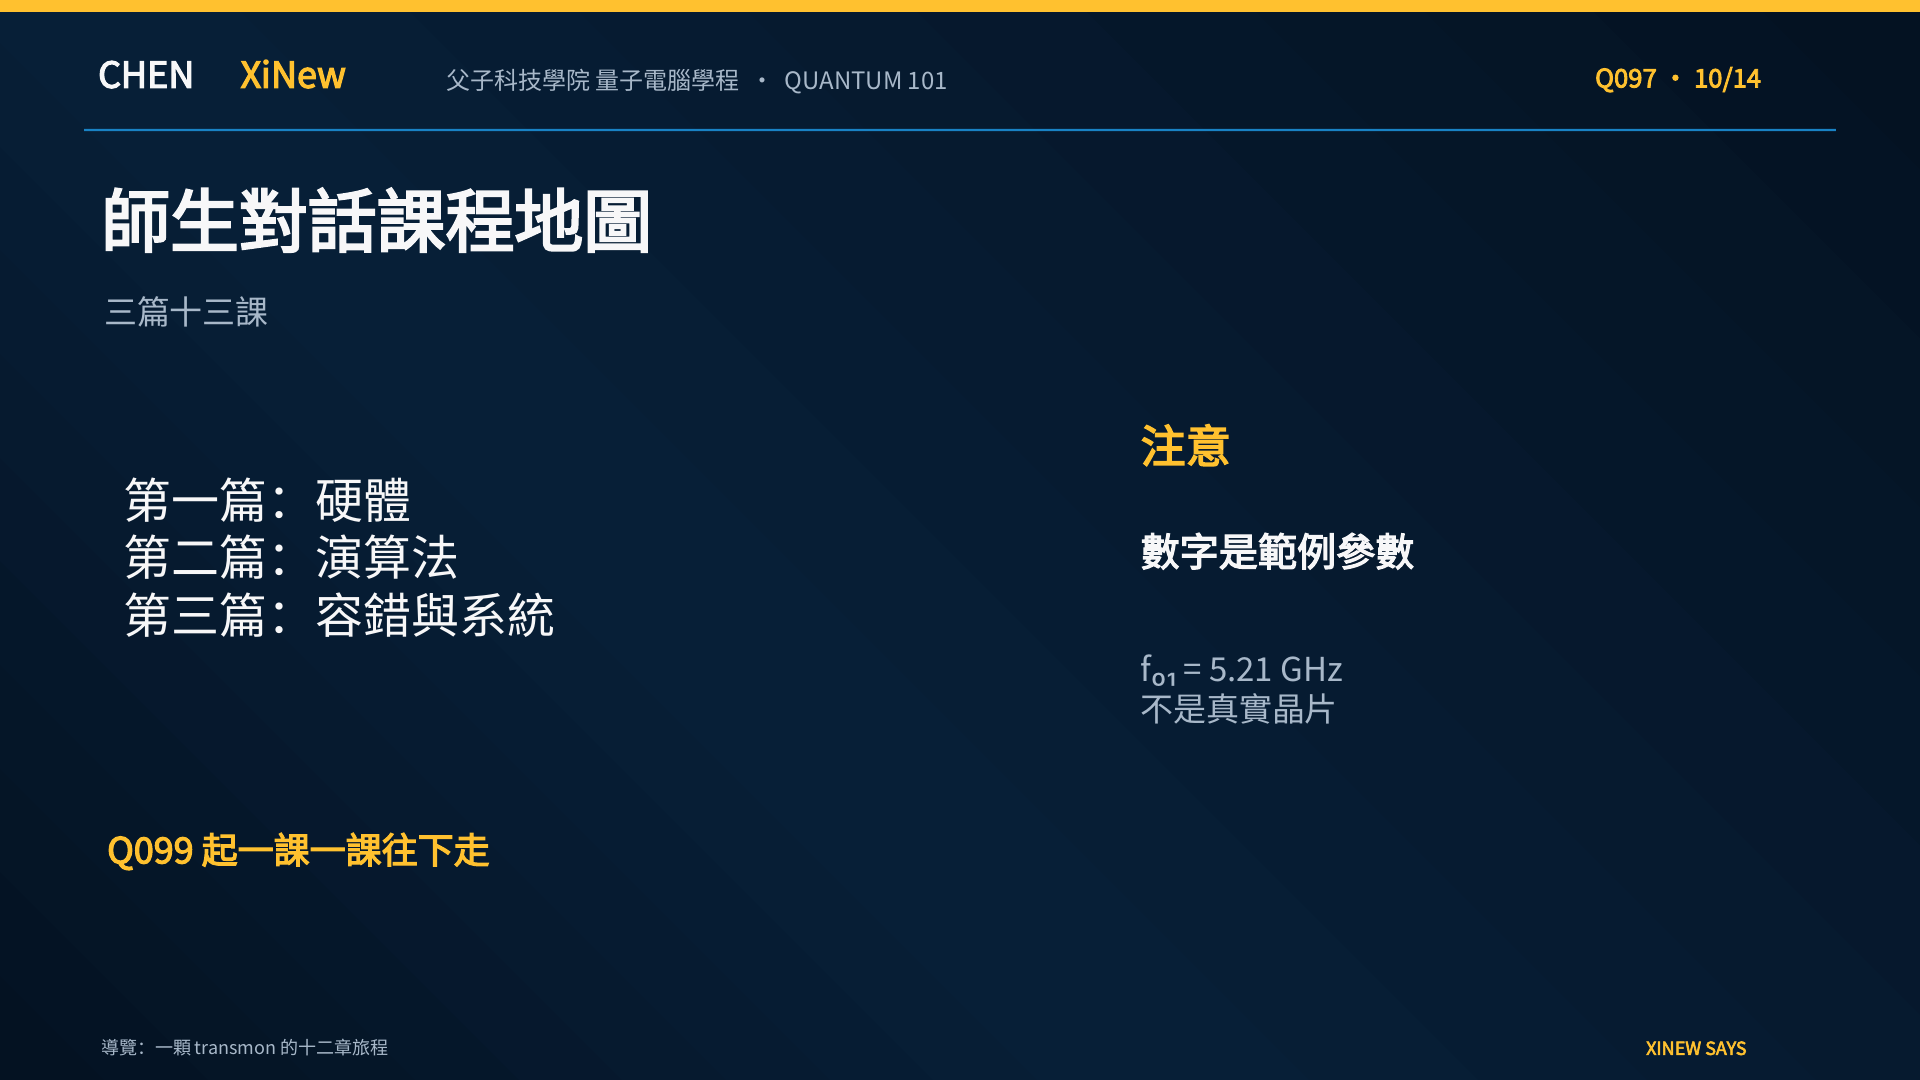 CHEN XiNew 父子科技學院 量子電腦學程 · QUANTUM 101
Q097 · 10/14
師生對話課程地圖
三篇十三課
第一篇：硬體
第二篇：演算法
第三篇：容錯與系統
注意
數字是範例參數
f₀₁ = 5.21 GHz
不是真實晶片
Q099 起一課一課往下走
導覽：一顆 transmon 的十二章旅程
XINEW SAYS